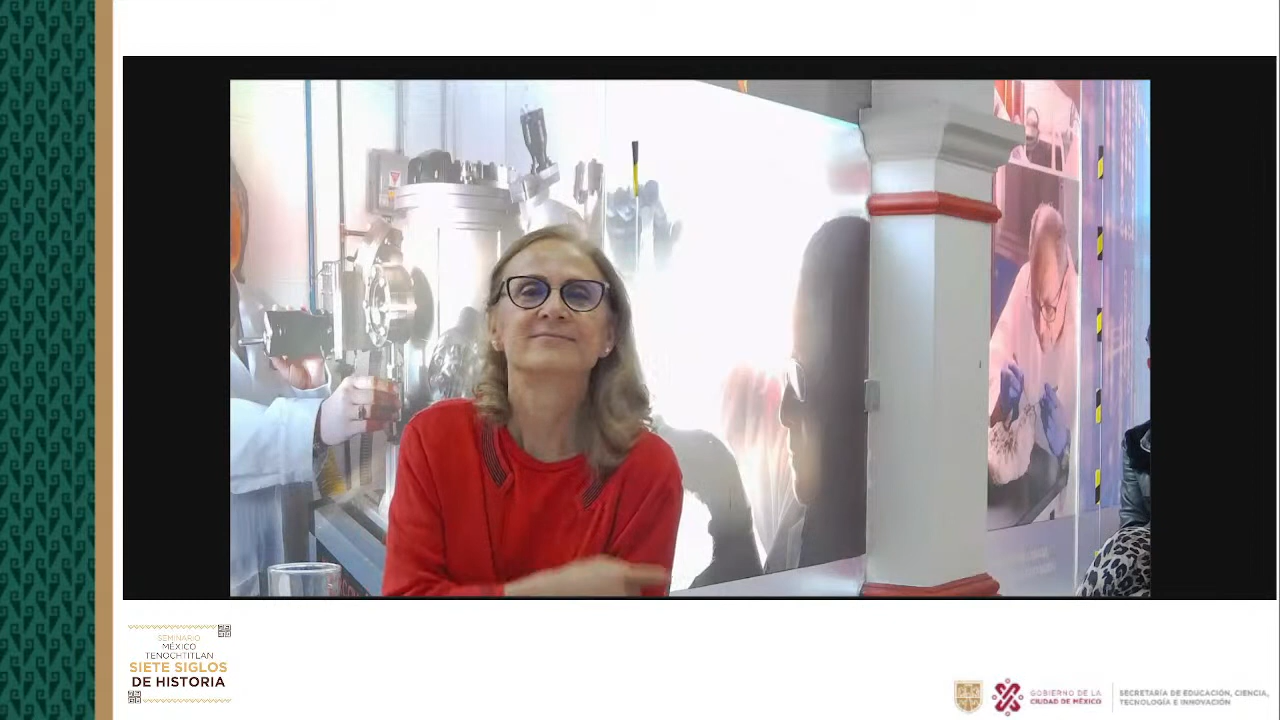 SEMINARIO
MÉXICO
TENOCHTITLAN
SIETE SIGLOS
DE HISTORIA
GOBIERNO DE LA
CIUDAD DE MÉXICO
SECRETARÍA DE EDUCACIÓN, CIENCIA,
TECNOLOGÍA E INNOVACIÓN